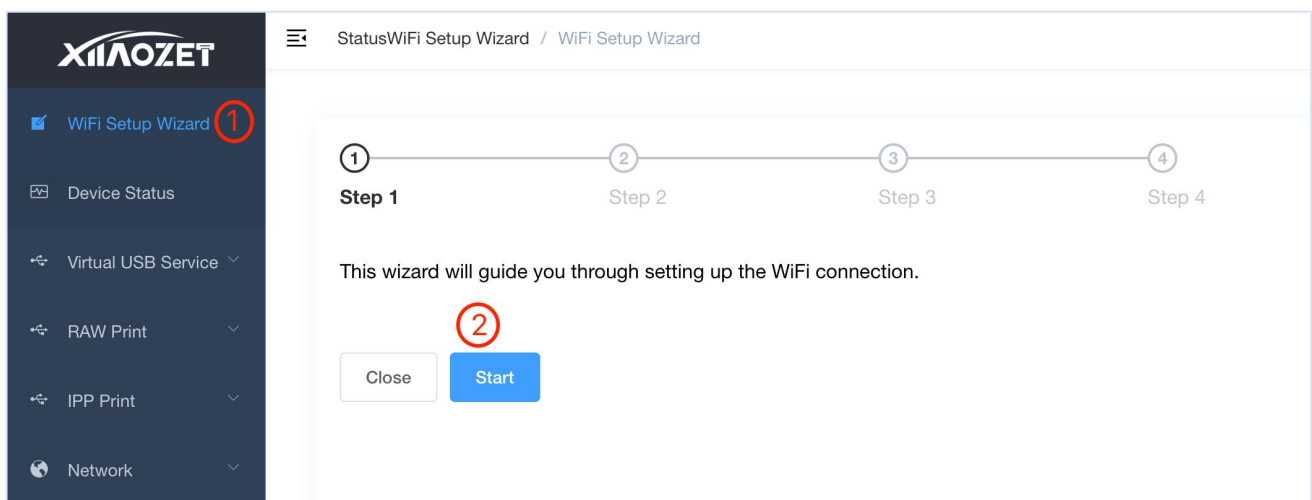 XIIAOZET
StatusWiFi Setup Wizard / WiFi Setup Wizard
WiFi Setup Wizard 1
Device Status
Virtual USB Service
RAW Print
IPP Print
Network
1 2 3 4
Step 1 Step 2 Step 3 Step 4
This wizard will guide you through setting up the WiFi connection.
2
Close Start